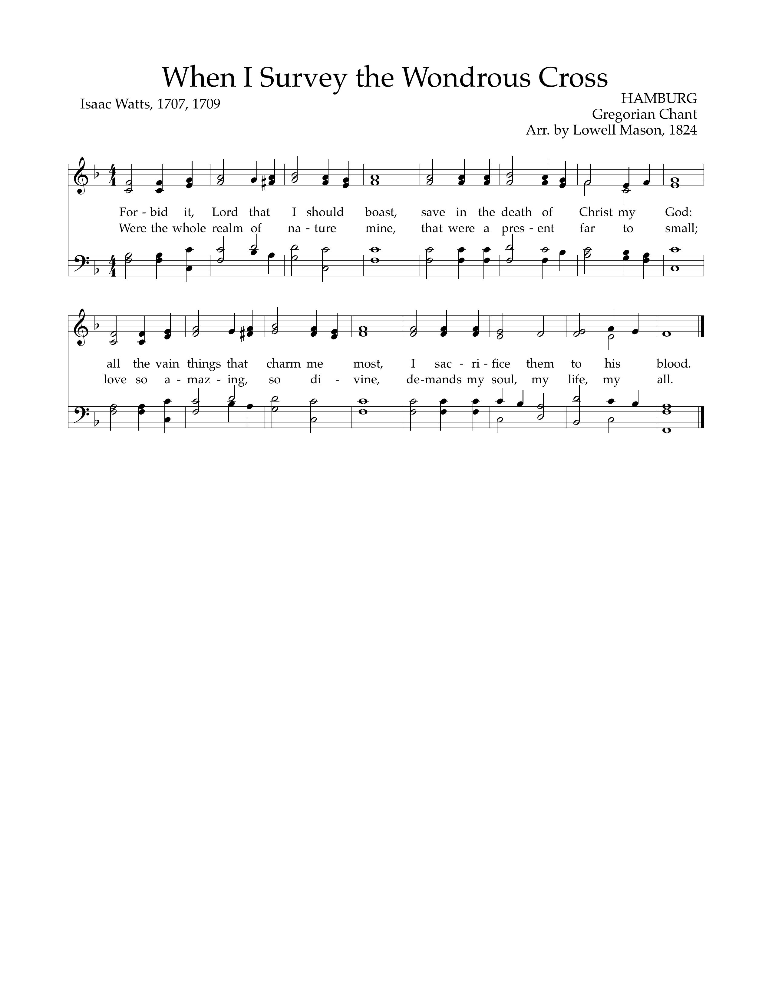 When I Survey the Wondrous Cross
Isaac Watts, 1707, 1709
HAMBURG
Gregorian Chant
Arr. by Lowell Mason, 1824
4
4
For - bid it, Lord that I should boast, save in the death of Christ my God:
Were the whole realm of na - ture mine, that were a pres - ent far to small;
4
4
all the vain things that charm me most, I sac - ri - fice them to his blood.
love so a - maz - ing, so di - vine, de-mands my soul, my life, my all.